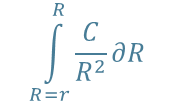 R
∫ C/R² ∂R
R=r